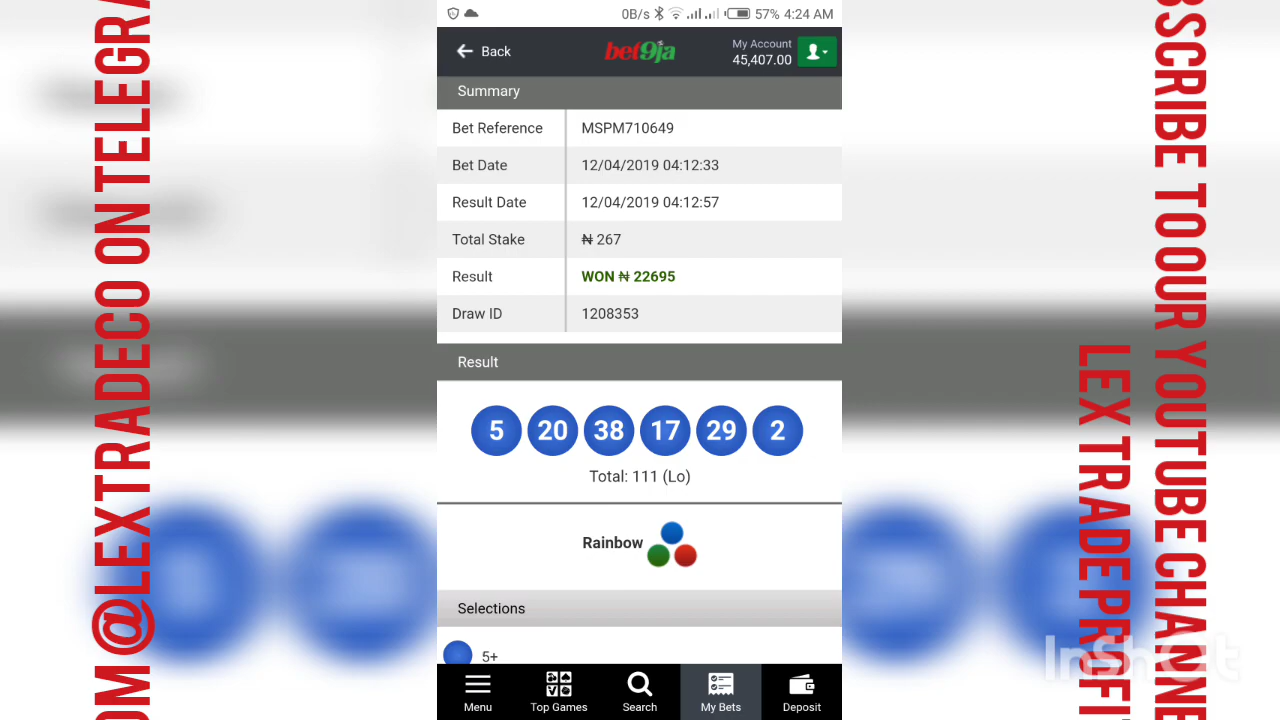 0B/s 57% 4:24 AM
Back bet9ja My Account
45,407.00
Summary
Bet Reference MSPM710649
Bet Date 12/04/2019 04:12:33
Result Date 12/04/2019 04:12:57
Total Stake ₦ 267
Result WON ₦ 22695
Draw ID 1208353
Result
5 20 38 17 29 2
Total: 111 (Lo)
Rainbow
Selections
5+
Menu Top Games Search My Bets Deposit
@LEXTRADECO ON TELEGRA
TO OUR YOUTUBE CHANNE
LEX TRADE PROFI
InShot